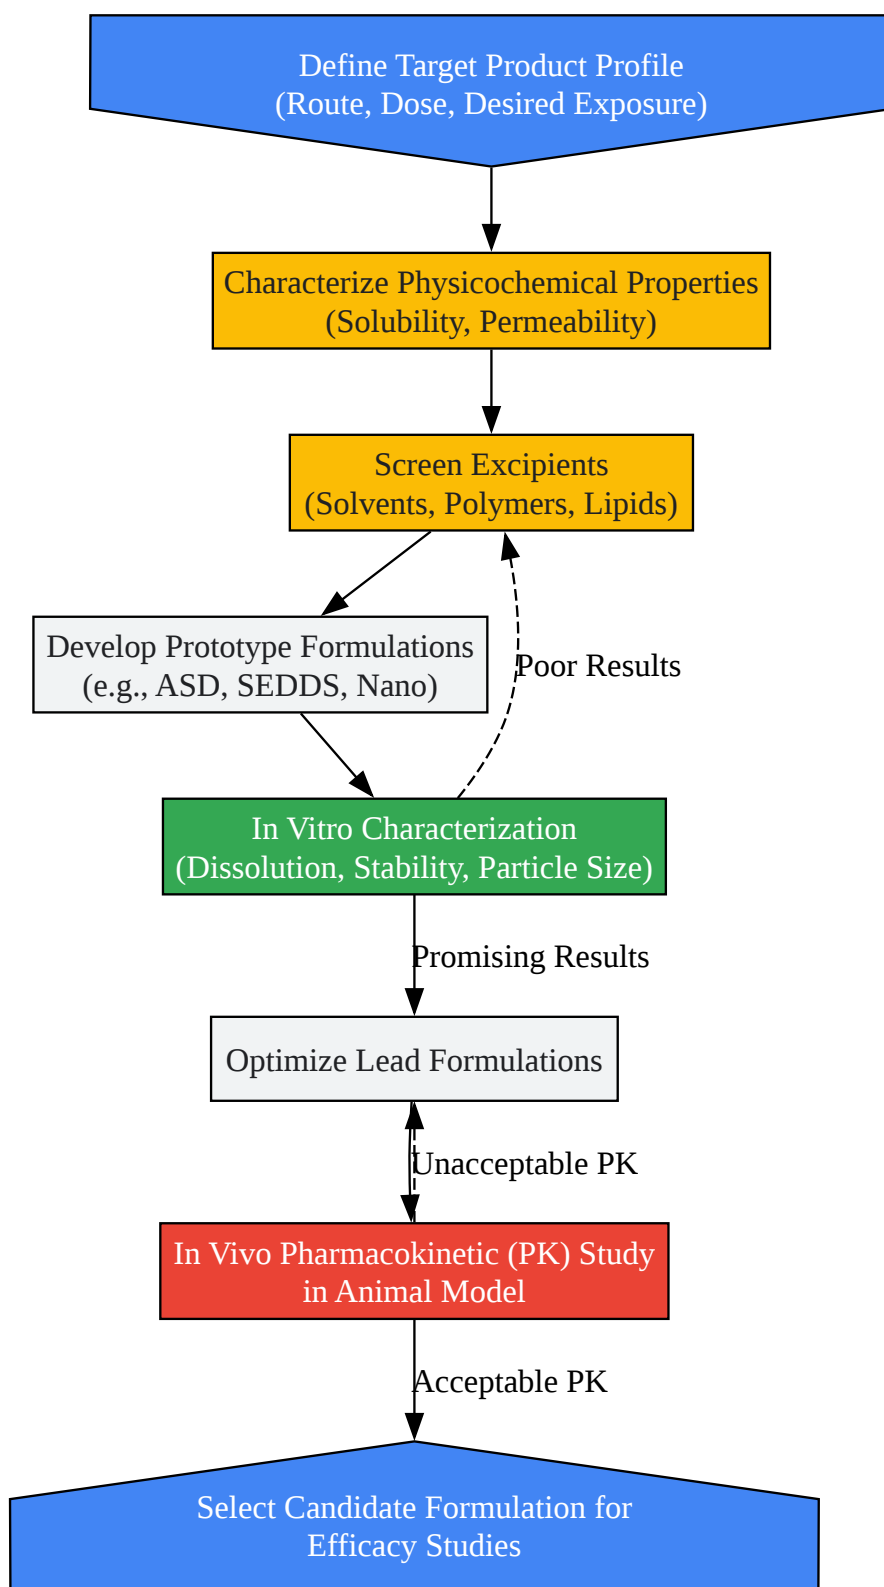 Define Target Product Profile
(Route, Dose, Desired Exposure)
Characterize Physicochemical Properties
(Solubility, Permeability)
Screen Excipients
(Solvents, Polymers, Lipids)
Develop Prototype Formulations
(e.g., ASD, SEDDS, Nano)
Poor Results
In Vitro Characterization
(Dissolution, Stability, Particle Size)
Promising Results
Optimize Lead Formulations
Unacceptable PK
In Vivo Pharmacokinetic (PK) Study
in Animal Model
Acceptable PK
Select Candidate Formulation for
Efficacy Studies